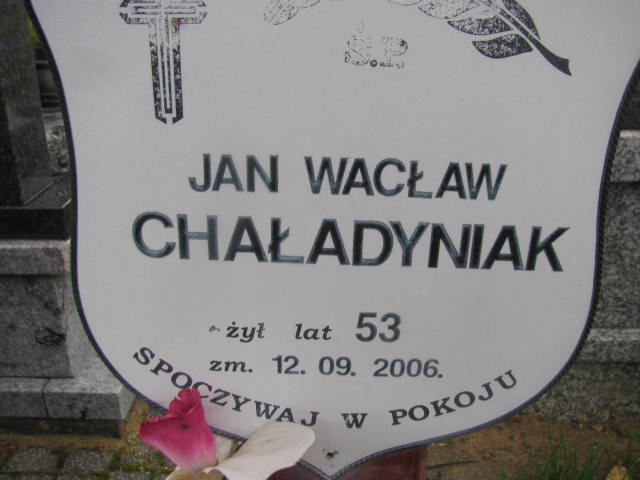 Ś.P.
JAN WACŁAW
CHAŁADYNIAK
żył lat 53
zm. 12. 09. 2006.
SPOCZYWAJ W POKOJU